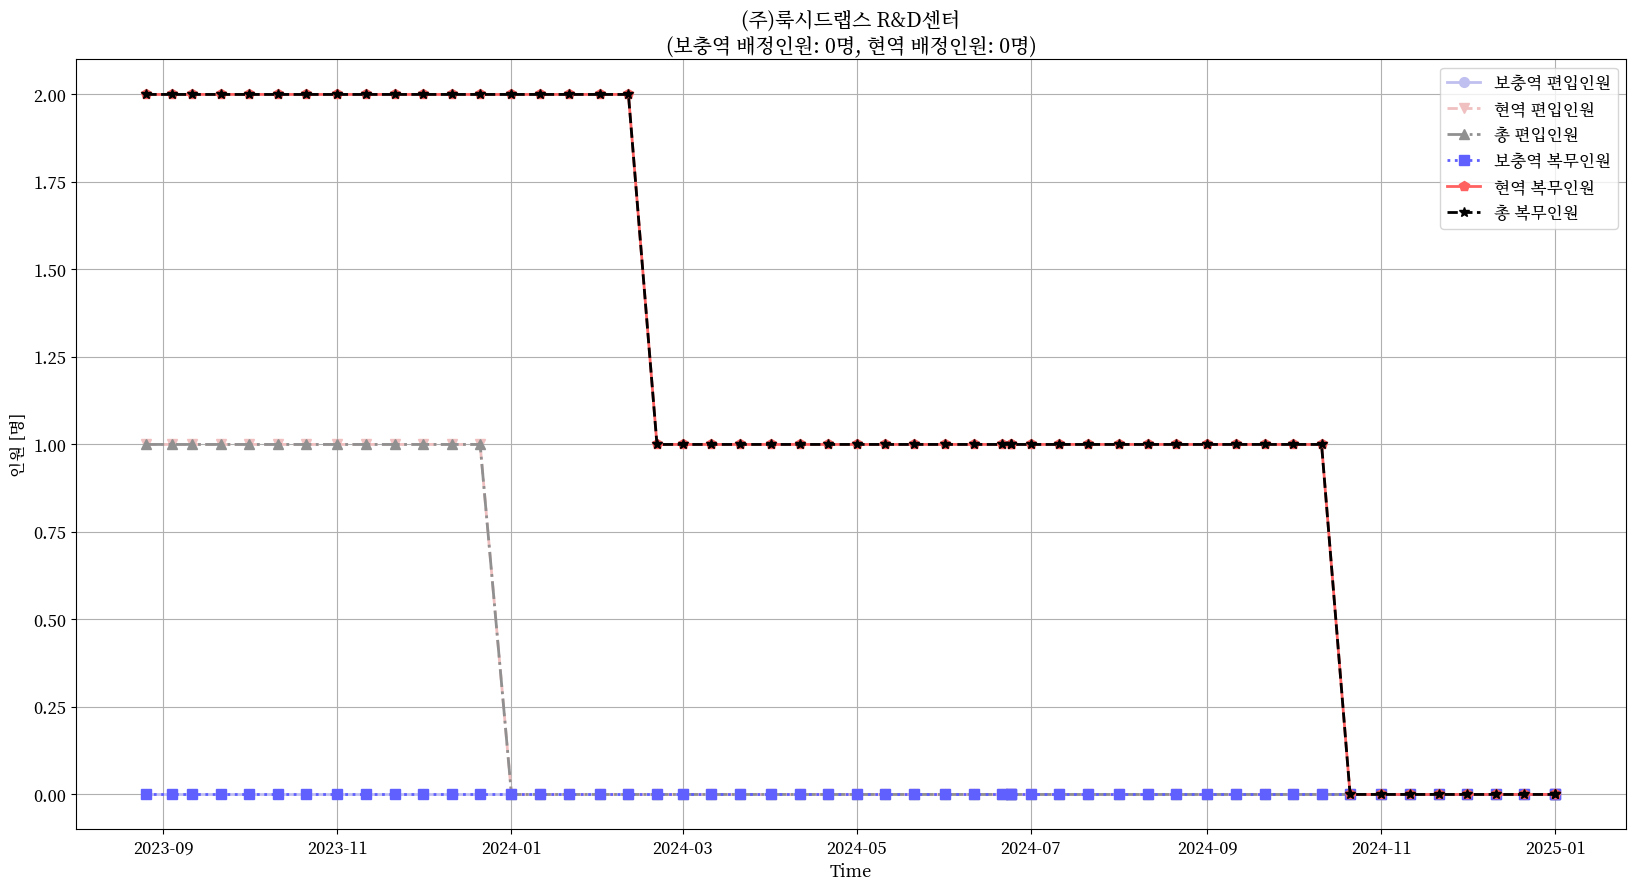 (주)룩시드랩스 R&D센터
(보충역 배정인원: 0명, 현역 배정인원: 0명)
보충역 편입인원
현역 편입인원
총 편입인원
보충역 복무인원
현역 복무인원
총 복무인원
인원 [명]
2.00
1.75
1.50
1.25
1.00
0.75
0.50
0.25
0.00
2023-09
2023-11
2024-01
2024-03
2024-05
2024-07
2024-09
2024-11
2025-01
Time